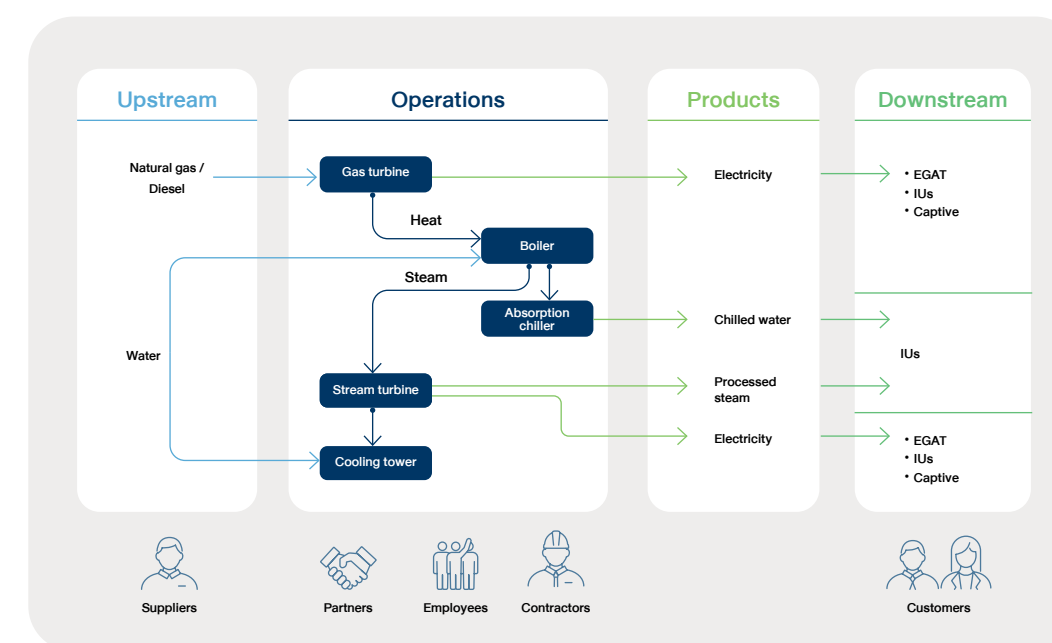 Upstream
Operations
Products
Downstream
Natural gas /
Diesel
Gas turbine
Electricity
• EGAT
• IUs
• Captive
Heat
Boiler
Steam
Absorption
chiller
Chilled water
Water
IUs
Stream turbine
Processed
steam
Electricity
• EGAT
• IUs
• Captive
Cooling tower
Suppliers
Partners
Employees
Contractors
Customers